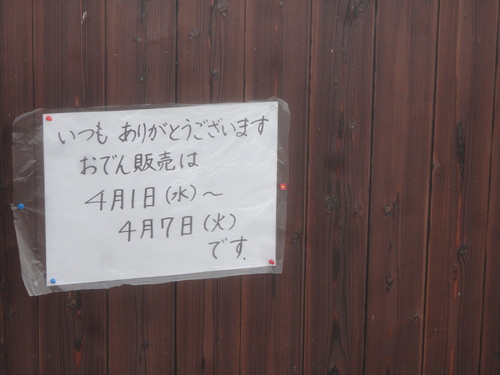 いつも ありがとうございます
おでん販売は
4月1日(水)～
4月7日(火)
です.